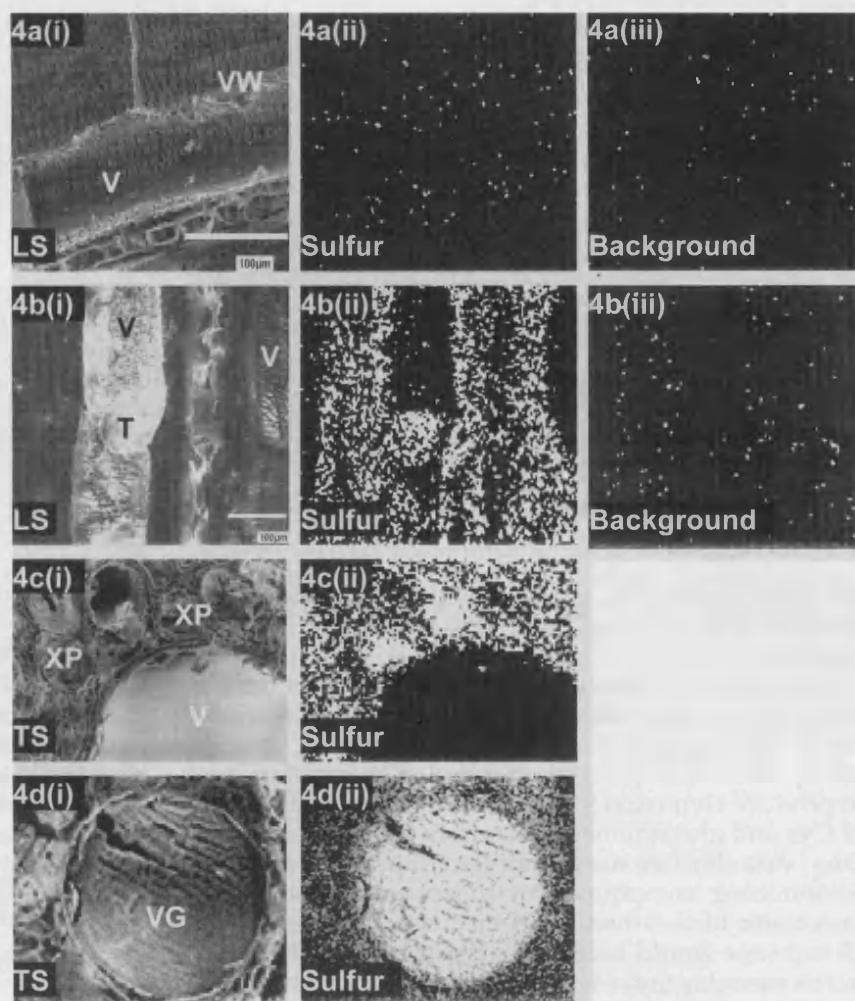 4a(i)
VW
V
LS
100µm
4a(ii)
Sulfur
4a(iii)
Background
4b(i)
V
V
T
LS
100µm
4b(ii)
Sulfur
4b(iii)
Background
4c(i)
XP
XP
V
TS
4c(ii)
Sulfur
4d(i)
VG
TS
4d(ii)
Sulfur